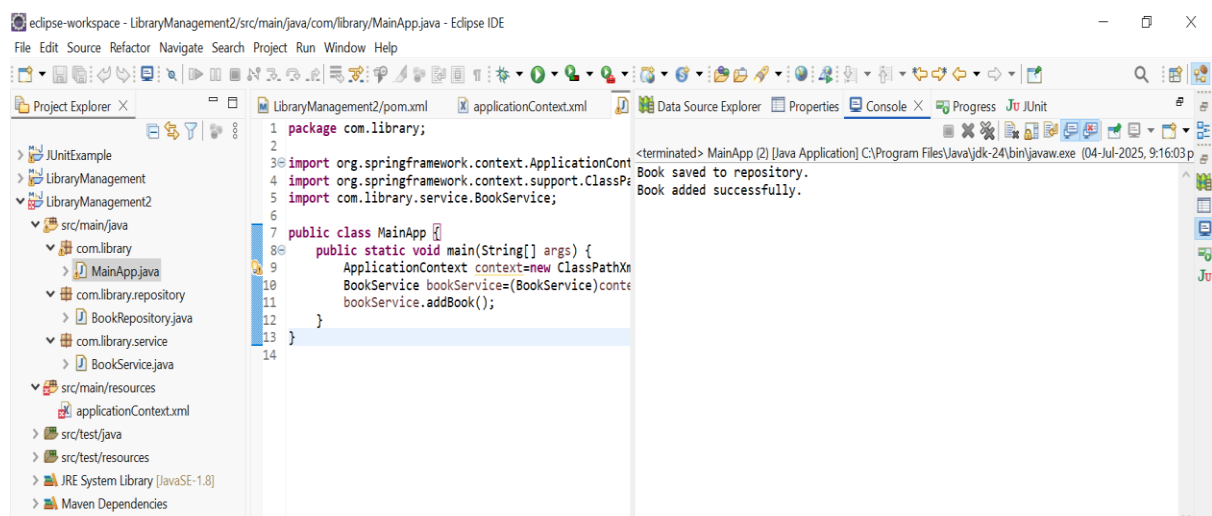 eclipse-workspace - LibraryManagement2/src/main/java/com/library/MainApp.java - Eclipse IDE
File Edit Source Refactor Navigate Search Project Run Window Help
Project Explorer
JUnitExample
LibraryManagement
LibraryManagement2
src/main/java
com.library
MainApp.java
com.library.repository
BookRepository.java
com.library.service
BookService.java
src/main/resources
applicationContext.xml
src/test/java
src/test/resources
JRE System Library [JavaSE-1.8]
Maven Dependencies
LibraryManagement2/pom.xml applicationContext.xml
1 package com.library;
2
3 import org.springframework.context.ApplicationCont
4 import org.springframework.context.support.ClassPa
5 import com.library.service.BookService;
6
7 public class MainApp {
8 public static void main(String[] args) {
9 ApplicationContext context=new ClassPathXm
10 BookService bookService=(BookService)conte
11 bookService.addBook();
12 }
13 }
14
Data Source Explorer Properties Console Progress JUnit
<terminated> MainApp (2) [Java Application] C:\Program Files\Java\jdk-24\bin\javaw.exe (04-Jul-2025, 9:16:03 p
Book saved to repository.
Book added successfully.